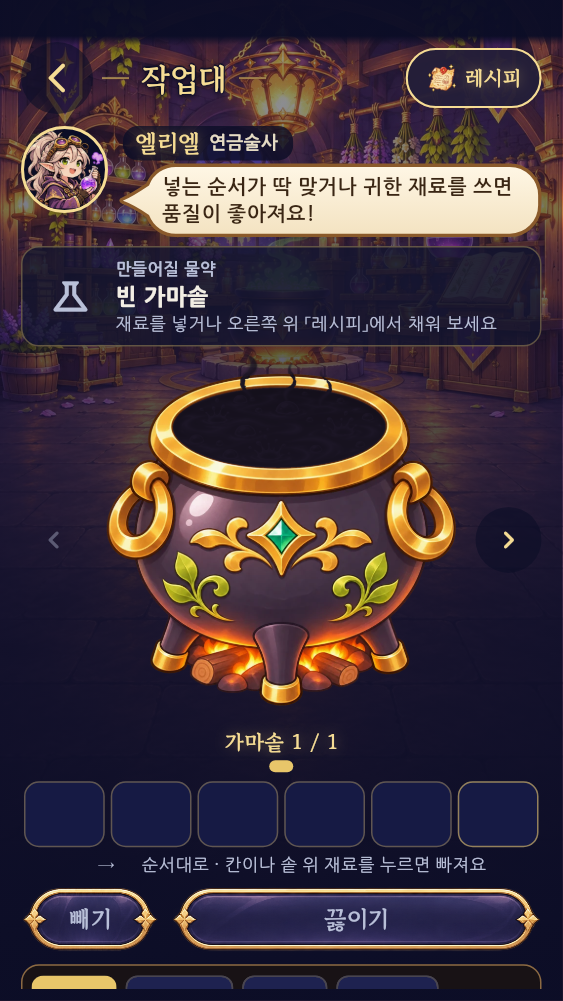 작업대
레시피
엘리엘 연금술사
넣는 순서가 딱 맞거나 귀한 재료를 쓰면
품질이 좋아져요!
만들어질 물약
빈 가마솥
재료를 넣거나 오른쪽 위 「레시피」에서 채워 보세요
가마솥 1 / 1
→ 순서대로 · 칸이나 솥 위 재료를 누르면 빠져요
빼기
끓이기